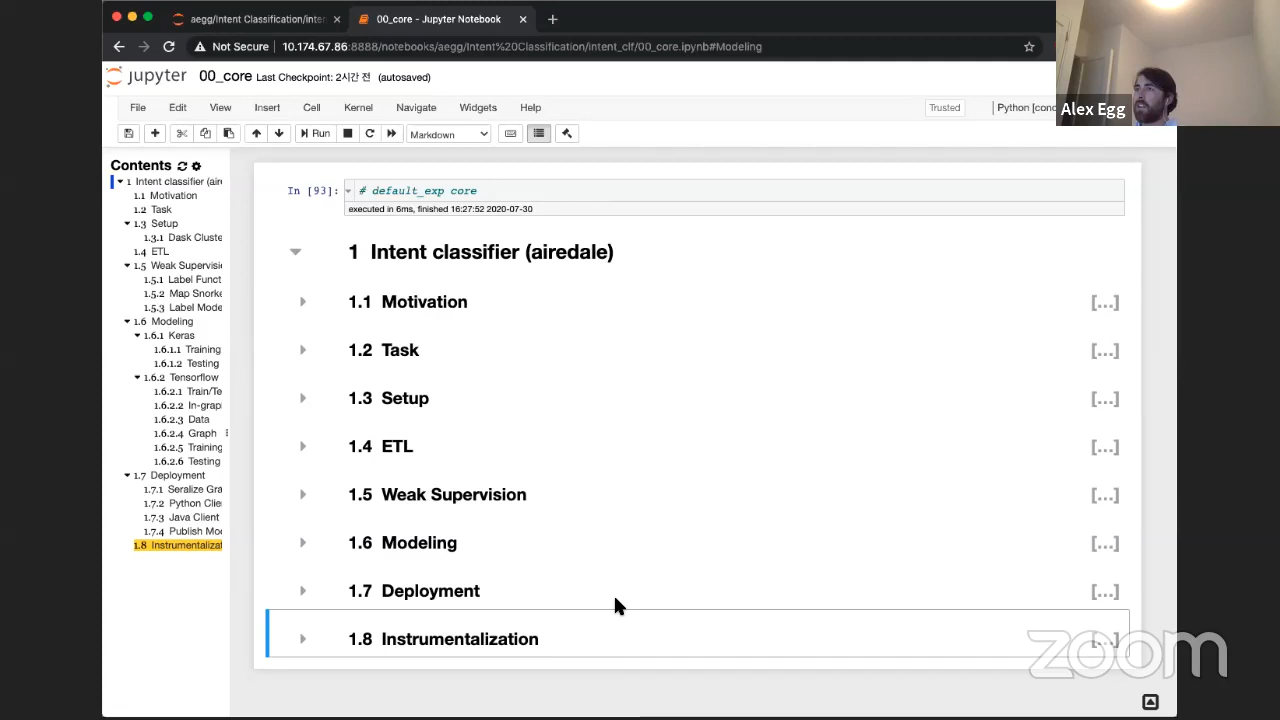 aegg/Intent Classification/inter
00_core - Jupyter Notebook
Not Secure
10.174.67.86:8888/notebooks/aegg/Intent%20Classification/intent_clf/00_core.ipynb#Modeling
Alex Egg
jupyter
00_core Last Checkpoint: 2시간 전 (autosaved)
File Edit View Insert Cell Kernel Navigate Widgets Help
Trusted
Python [conc
Run
Markdown
Contents
1 Intent classifier (aire
1.1 Motivation
1.2 Task
1.3 Setup
1.3.1 Dask Cluste
1.4 ETL
1.5 Weak Supervisi
1.5.1 Label Funct
1.5.2 Map Snorke
1.5.3 Label Mode
1.6 Modeling
1.6.1 Keras
1.6.1.1 Training
1.6.1.2 Testing
1.6.2 Tensorflow
1.6.2.1 Train/Te
1.6.2.2 In-grap
1.6.2.3 Data
1.6.2.4 Graph
1.6.2.5 Training
1.6.2.6 Testing
1.7 Deployment
1.7.1 Seralize Gra
1.7.2 Python Clie
1.7.3 Java Client
1.7.4 Publish Mo
1.8 Instrumentalizat
In [93]:
# default_exp core
executed in 6ms, finished 16:27:52 2020-07-30
1 Intent classifier (airedale)
1.1 Motivation
[...]
1.2 Task
[...]
1.3 Setup
[...]
1.4 ETL
[...]
1.5 Weak Supervision
[...]
1.6 Modeling
[...]
1.7 Deployment
[...]
1.8 Instrumentalization
[...]
zoom